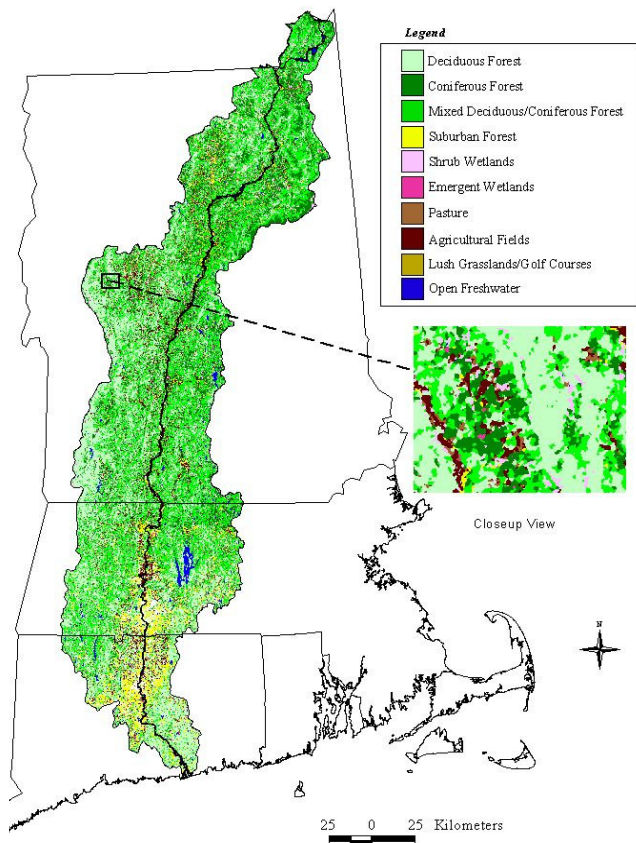 Legend
Deciduous Forest
Coniferous Forest
Mixed Deciduous/Coniferous Forest
Suburban Forest
Shrub Wetlands
Emergent Wetlands
Pasture
Agricultural Fields
Lush Grasslands/Golf Courses
Open Freshwater
Closeup View
N
25 0 25 Kilometers